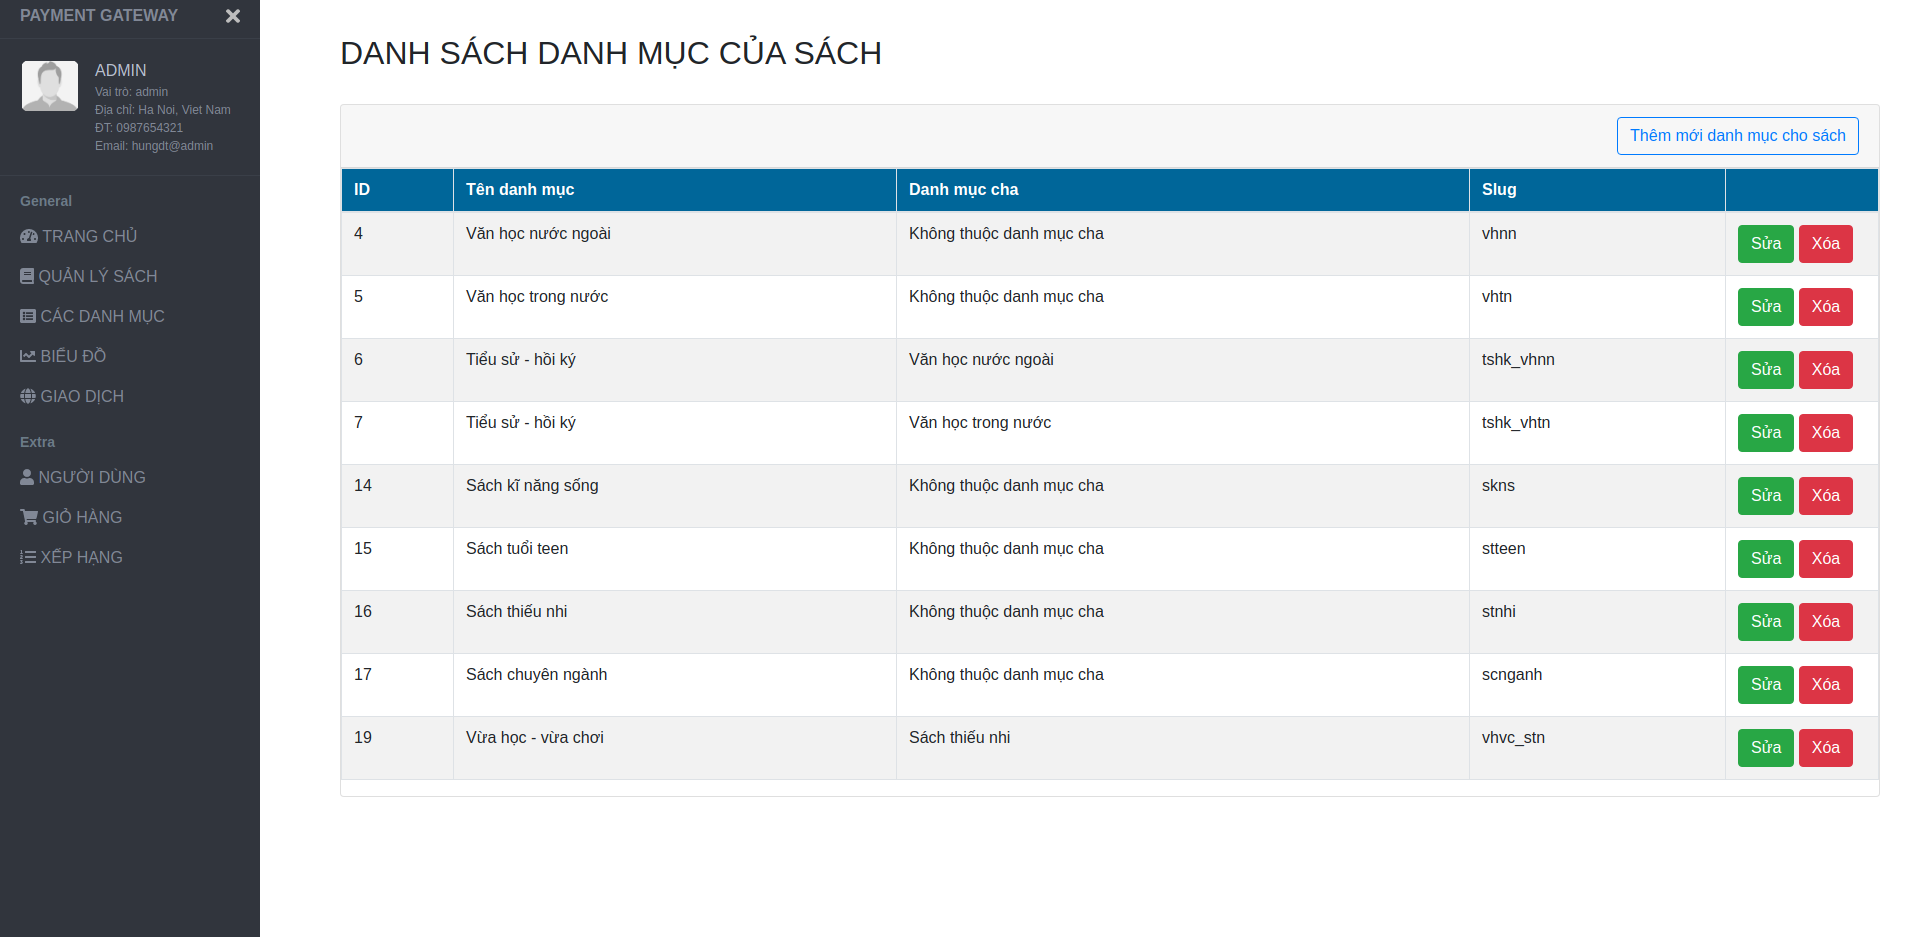 PAYMENT GATEWAY
ADMIN
Vai trò: admin
Địa chỉ: Ha Noi, Viet Nam
ĐT: 0987654321
Email: hungdt@admin
General
TRANG CHỦ
QUẢN LÝ SÁCH
CÁC DANH MỤC
BIỂU ĐỒ
GIAO DỊCH
Extra
NGƯỜI DÙNG
GIỎ HÀNG
XẾP HẠNG
DANH SÁCH DANH MỤC CỦA SÁCH
Thêm mới danh mục cho sách
ID Tên danh mục Danh mục cha Slug
4 Văn học nước ngoài Không thuộc danh mục cha vhnn Sửa Xóa
5 Văn học trong nước Không thuộc danh mục cha vhtn Sửa Xóa
6 Tiểu sử - hồi ký Văn học nước ngoài tshk_vhnn Sửa Xóa
7 Tiểu sử - hồi ký Văn học trong nước tshk_vhtn Sửa Xóa
14 Sách kĩ năng sống Không thuộc danh mục cha skns Sửa Xóa
15 Sách tuổi teen Không thuộc danh mục cha stteen Sửa Xóa
16 Sách thiếu nhi Không thuộc danh mục cha stnhi Sửa Xóa
17 Sách chuyên ngành Không thuộc danh mục cha scnganh Sửa Xóa
19 Vừa học - vừa chơi Sách thiếu nhi vhvc_stn Sửa Xóa